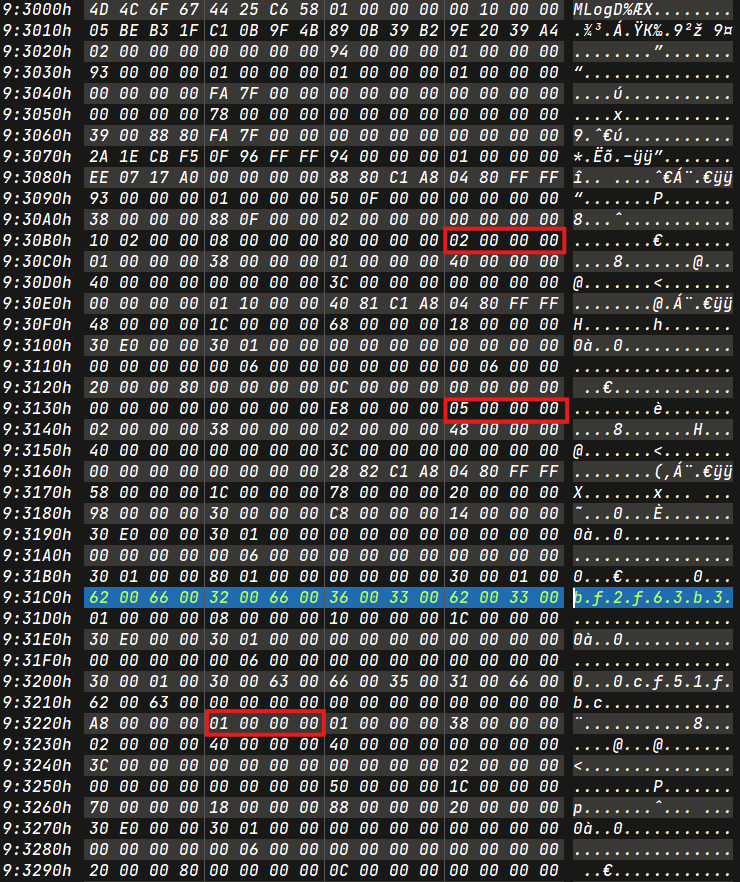 9:3000h 4D 4C 6F 67 44 25 C6 58 01 00 00 00 00 10 00 00 MLogD%ÆX........
9:3010h 05 BE B3 1F C1 0B 9F 4B 89 0B 39 B2 9E 20 39 A4 .¾³.Á.ŸK‰.9²ž 9¤
9:3020h 02 00 00 00 00 00 00 00 94 00 00 00 01 00 00 00 ........”.......
9:3030h 93 00 00 00 01 00 00 00 01 00 00 00 01 00 00 00 “...............
9:3040h 00 00 00 00 FA 7F 00 00 00 00 00 00 00 00 00 00 ....ú...........
9:3050h 00 00 00 00 78 00 00 00 00 00 00 00 00 00 00 00 ....x...........
9:3060h 39 00 88 80 FA 7F 00 00 00 00 00 00 00 00 00 00 9.ˆ€ú...........
9:3070h 2A 1E CB F5 0F 96 FF FF 94 00 00 00 01 00 00 00 *.Ëõ.–ÿÿ”.......
9:3080h EE 07 17 A0 00 00 00 00 88 80 C1 A8 04 80 FF FF î.. ....ˆ€Á¨.€ÿÿ
9:3090h 93 00 00 00 01 00 00 00 50 0F 00 00 00 00 00 00 “.......P.......
9:30A0h 38 00 00 00 88 0F 00 00 02 00 00 00 00 00 00 00 8...ˆ...........
9:30B0h 10 02 00 00 08 00 00 00 80 00 00 00 02 00 00 00 ........€.......
9:30C0h 01 00 00 00 38 00 00 00 01 00 00 00 40 00 00 00 ....8.......@...
9:30D0h 40 00 00 00 00 00 00 00 3C 00 00 00 00 00 00 00 @.......<.......
9:30E0h 00 00 00 00 01 10 00 00 40 81 C1 A8 04 80 FF FF ........@.Á¨.€ÿÿ
9:30F0h 48 00 00 00 1C 00 00 00 68 00 00 00 18 00 00 00 H.......h.......
9:3100h 30 E0 00 00 30 01 00 00 00 00 00 00 00 00 00 00 0à..0...........
9:3110h 00 00 00 00 00 06 00 00 00 00 00 00 00 06 00 00 ................
9:3120h 20 00 00 80 00 00 00 00 0C 00 00 00 00 00 00 00  ..€............
9:3130h 00 00 00 00 00 00 00 00 E8 00 00 00 05 00 00 00 ........è.......
9:3140h 02 00 00 00 38 00 00 00 02 00 00 00 48 00 00 00 ....8.......H...
9:3150h 40 00 00 00 00 00 00 00 3C 00 00 00 00 00 00 00 @.......<.......
9:3160h 00 00 00 00 00 00 00 00 28 82 C1 A8 04 80 FF FF ........(‚Á¨.€ÿÿ
9:3170h 58 00 00 00 1C 00 00 00 78 00 00 00 20 00 00 00 X.......x... ...
9:3180h 98 00 00 00 30 00 00 00 C8 00 00 00 14 00 00 00 ˜...0...È.......
9:3190h 30 E0 00 00 30 01 00 00 00 00 00 00 00 00 00 00 0à..0...........
9:31A0h 00 00 00 00 00 06 00 00 00 00 00 00 00 00 00 00 ................
9:31B0h 30 01 00 00 80 01 00 00 00 00 00 00 30 00 01 00 0...€.......0...
9:31C0h 62 00 66 00 32 00 66 00 36 00 33 00 62 00 33 00 b.f.2.f.6.3.b.3.
9:31D0h 01 00 00 00 08 00 00 00 10 00 00 00 1C 00 00 00 ................
9:31E0h 30 E0 00 00 30 01 00 00 00 00 00 00 00 00 00 00 0à..0...........
9:31F0h 00 00 00 00 00 06 00 00 00 00 00 00 00 00 00 00 ................
9:3200h 30 00 01 00 30 00 63 00 66 00 35 00 31 00 66 00 0...0.c.f.5.1.f.
9:3210h 62 00 63 00 00 00 00 00 00 00 00 00 00 00 00 00 b.c.............
9:3220h A8 00 00 00 01 00 00 00 01 00 00 00 38 00 00 00 ¨...........8...
9:3230h 02 00 00 00 40 00 00 00 40 00 00 00 00 00 00 00 ....@...@.......
9:3240h 3C 00 00 00 00 00 00 00 00 00 00 00 02 00 00 00 <...............
9:3250h 00 00 00 00 00 00 00 00 50 00 00 00 1C 00 00 00 ........P.......
9:3260h 70 00 00 00 18 00 00 00 88 00 00 00 20 00 00 00 p.......ˆ... ...
9:3270h 30 E0 00 00 30 01 00 00 00 00 00 00 00 00 00 00 0à..0...........
9:3280h 00 00 00 00 00 06 00 00 00 00 00 00 00 00 00 00 ................
9:3290h 20 00 00 80 00 00 00 00 0C 00 00 00 00 00 00 00  ..€............